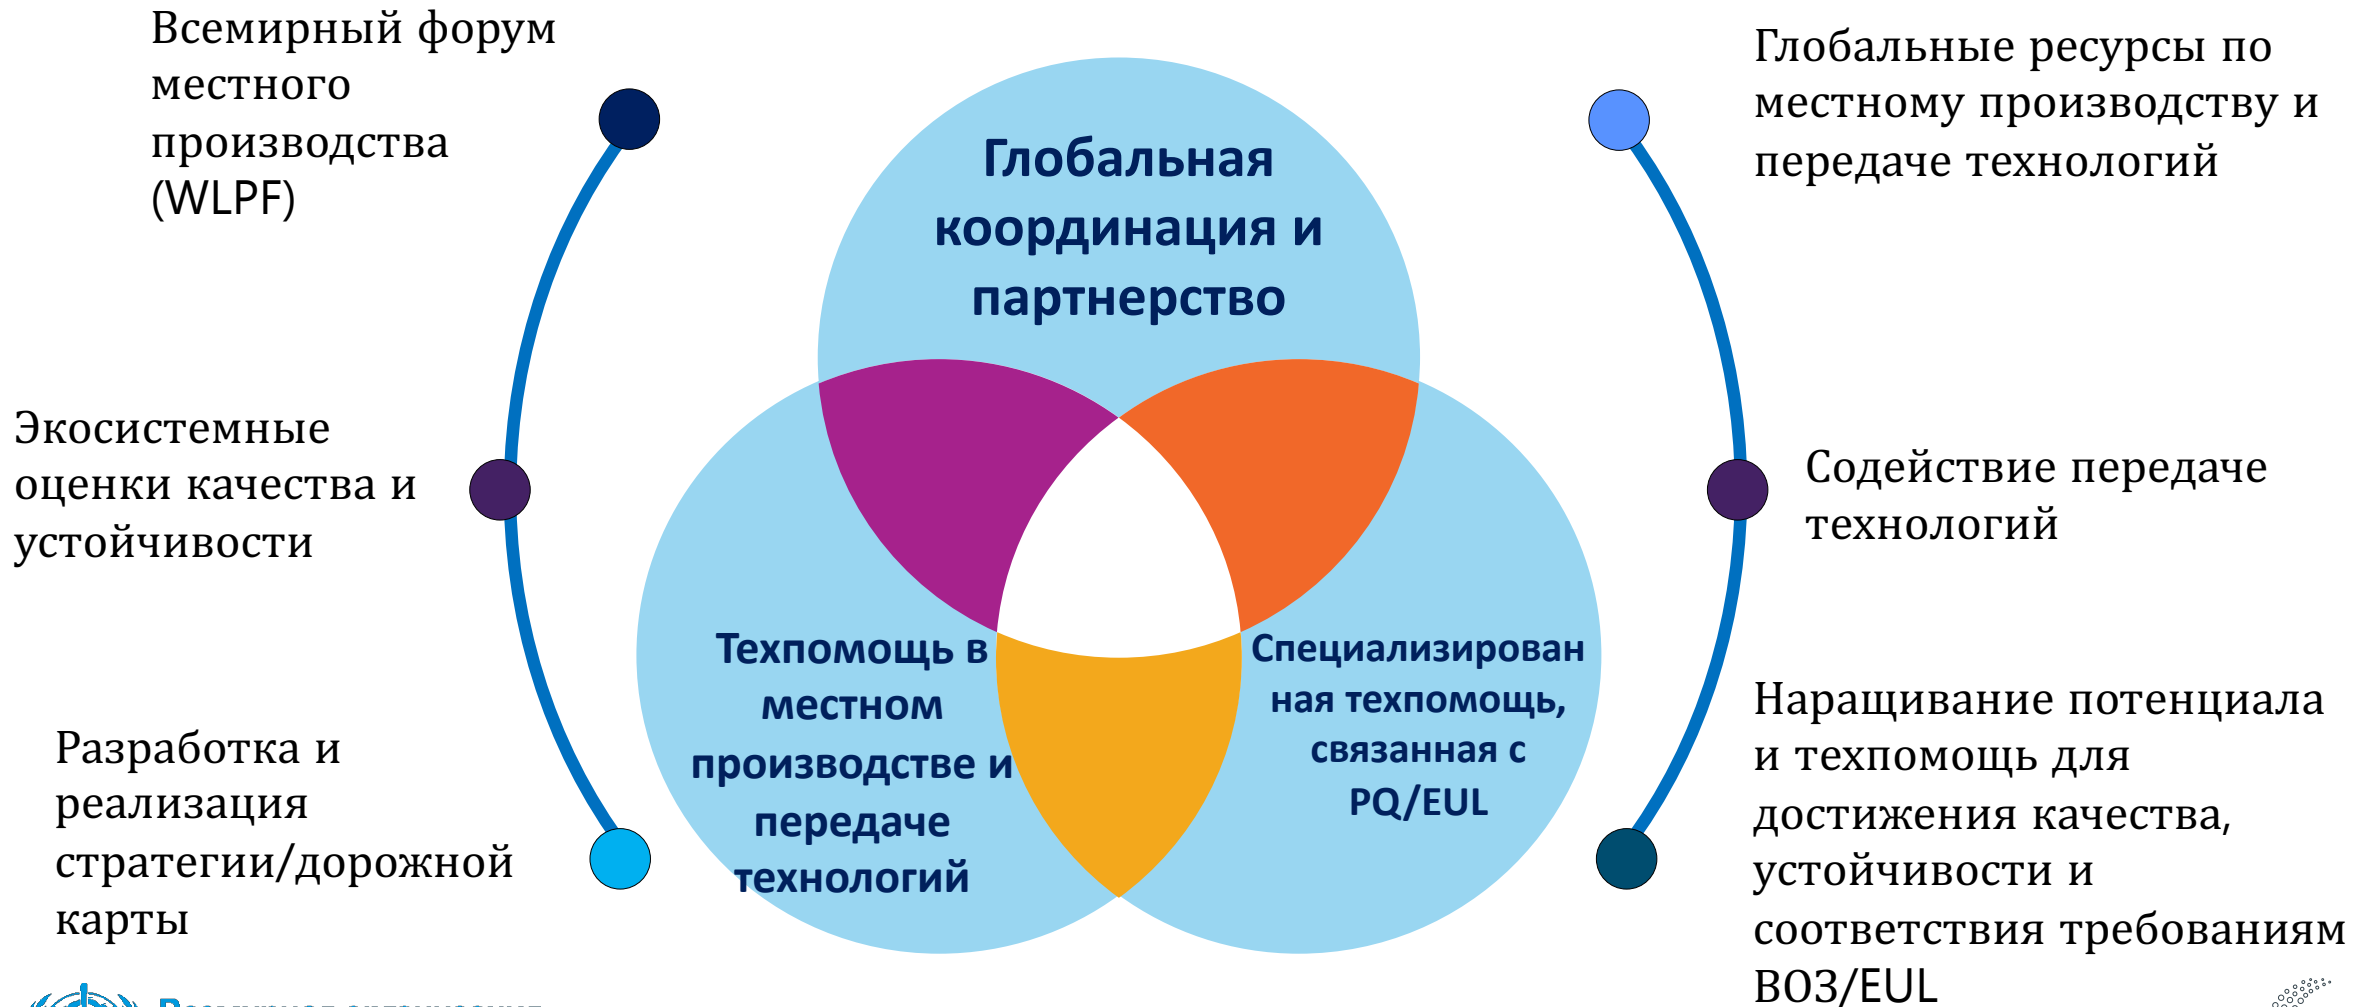 Всемирный форум
местного
производства
(WLPF)
Экосистемные
оценки качества и
устойчивости
Разработка и
реализация
стратегии/дорожной
карты
Глобальная
координация и
партнерство
Техпомощь в
местном
производстве и
передаче
технологий
Специализирован
ная техпомощь,
связанная с
PQ/EUL
Глобальные ресурсы по
местному производству и
передаче технологий
Содействие передаче
технологий
Наращивание потенциала
и техпомощь для
достижения качества,
устойчивости и
соответствия требованиям
ВОЗ/EUL